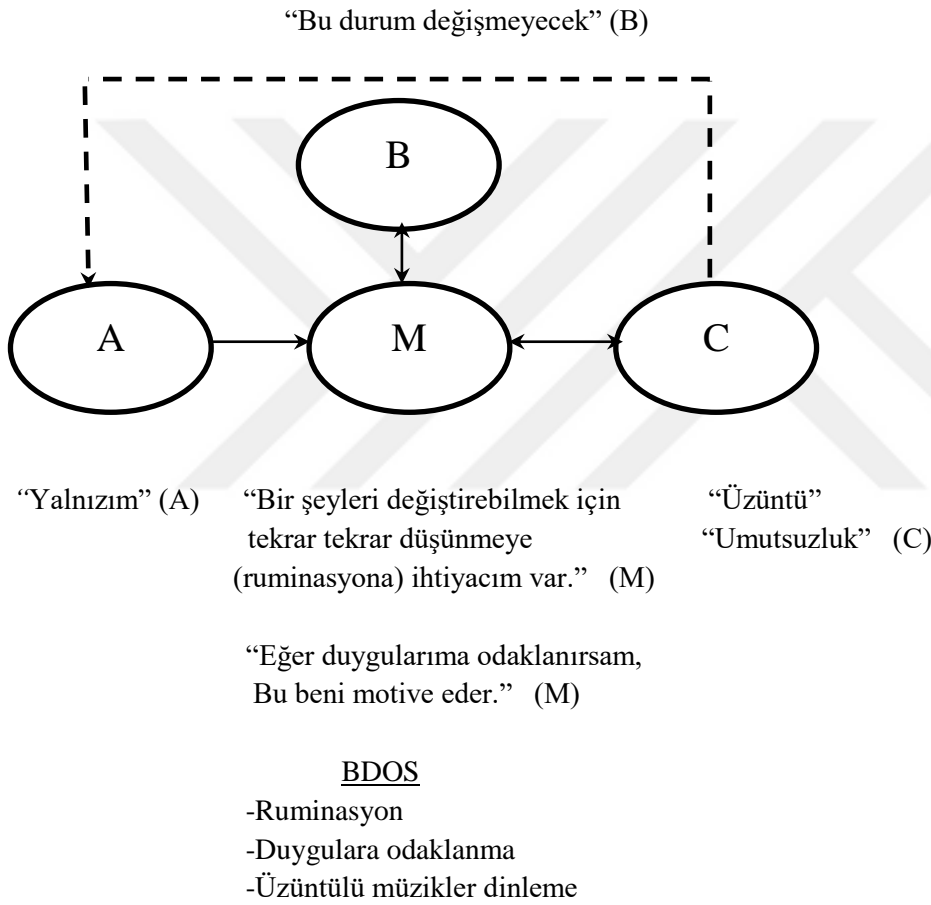 “Bu durum değişmeyecek” (B)
B
A
M
C
“Yalnızım” (A)
“Bir şeyleri değiştirebilmek için
tekrar tekrar düşünmeye
(ruminasyona) ihtiyacım var.” (M)
“Eğer duygularıma odaklanırsam,
Bu beni motive eder.” (M)
“Üzüntü”
“Umutsuzluk” (C)
BDOS
-Ruminasyon
-Duygulara odaklanma
-Üzüntülü müzikler dinleme